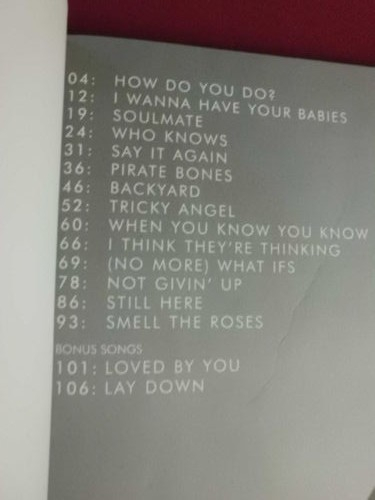 04: HOW DO YOU DO?
12: I WANNA HAVE YOUR BABIES
19: SOULMATE
24: WHO KNOWS
31: SAY IT AGAIN
36: PIRATE BONES
46: BACKYARD
52: TRICKY ANGEL
60: WHEN YOU KNOW YOU KNOW
66: I THINK THEY'RE THINKING
69: (NO MORE) WHAT IFS
78: NOT GIVIN' UP
86: STILL HERE
93: SMELL THE ROSES
BONUS SONGS
101: LOVED BY YOU
106: LAY DOWN